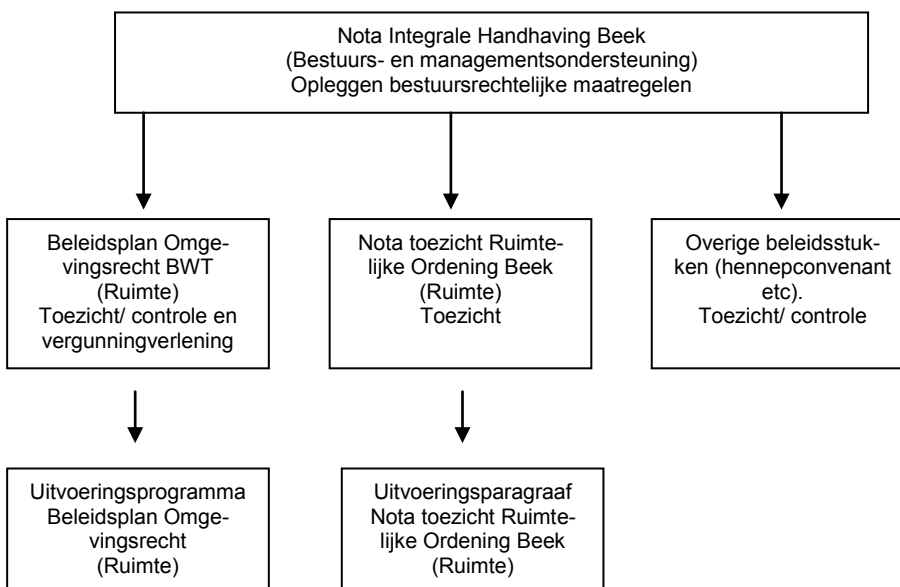 Nota Integrale Handhaving Beek
(Bestuurs- en managementsondersteuning)
Opleggen bestuursrechtelijke maatregelen
Beleidsplan Omge-
vingsrecht BWT
(Ruimte)
Toezicht/ controle en
vergunningverlening
Nota toezicht Ruimte-
lijke Ordening Beek
(Ruimte)
Toezicht
Overige beleidsstuk-
ken (hennepconvenant
etc).
Toezicht/ controle
Uitvoeringsprogramma
Beleidsplan Omge-
vingsrecht
(Ruimte)
Uitvoeringsparagraaf
Nota toezicht Ruimte-
lijke Ordening Beek
(Ruimte)